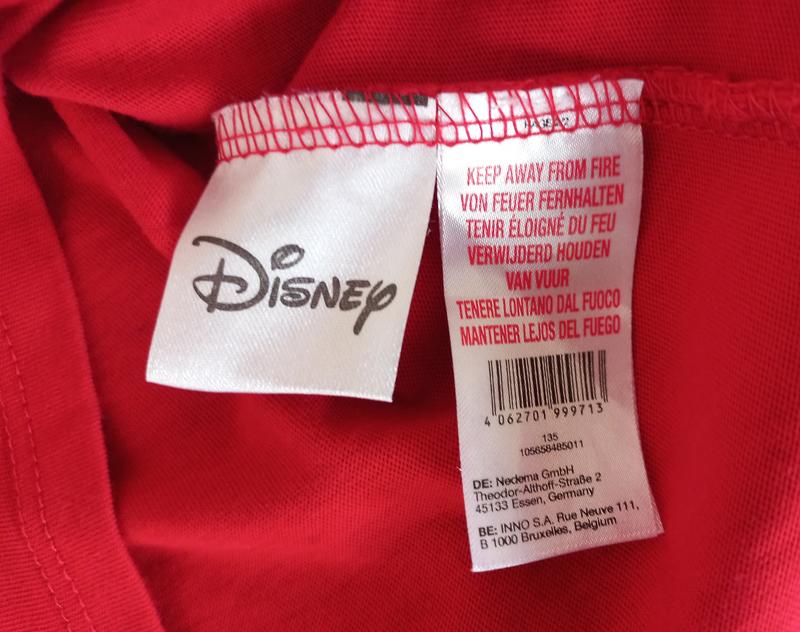 Disney
KEEP AWAY FROM FIRE
VON FEUER FERNHALTEN
TENIR ÉLOIGNÉ DU FEU
VERWIJDERD HOUDEN
VAN VUUR
TENERE LONTANO DAL FUOCO
MANTENER LEJOS DEL FUEGO
4 062701 999713
135
105658485011
DE: Nedema GmbH
Theodor-Althoff-Straße 2
45133 Essen, Germany
BE: INNO S.A. Rue Neuve 111,
B 1000 Bruxelles, Belgium